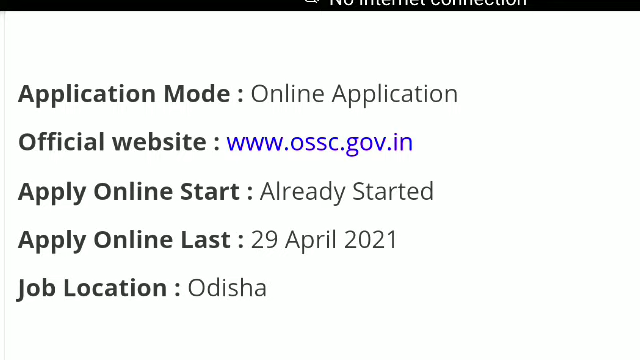 No internet connection
Application Mode : Online Application
Official website : www.ossc.gov.in
Apply Online Start : Already Started
Apply Online Last : 29 April 2021
Job Location : Odisha